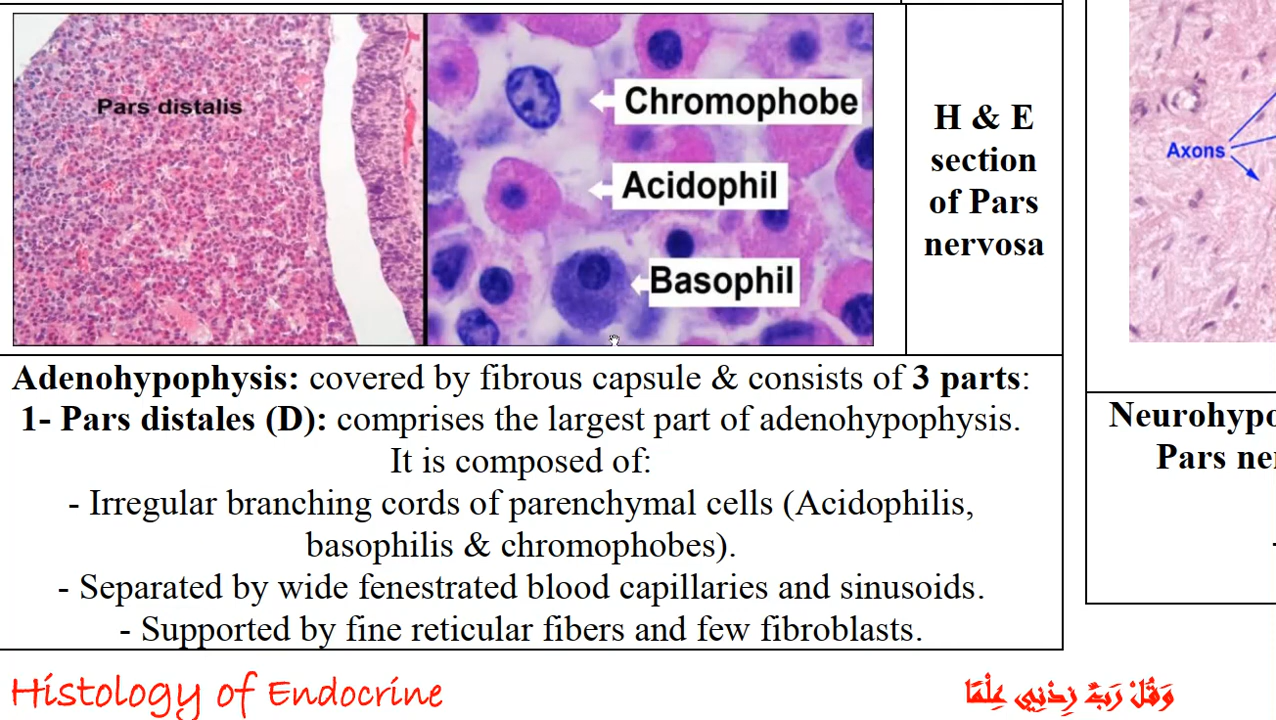 Pars distalis
Chromophobe
Acidophil
Basophil
H & E
section
of Pars
nervosa
Axons
Adenohypophysis: covered by fibrous capsule & consists of 3 parts:
1- Pars distales (D): comprises the largest part of adenohypophysis.
It is composed of:
- Irregular branching cords of parenchymal cells (Acidophilis,
basophilis & chromophobes).
- Separated by wide fenestrated blood capillaries and sinusoids.
- Supported by fine reticular fibers and few fibroblasts.
Neurohypo
Pars ne
-
Histology of Endocrine
وَقُلْ رَبِّ زِدْنِي عِلْمًا